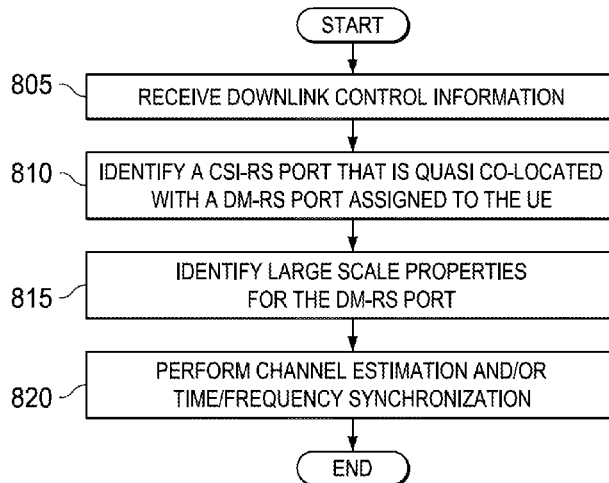 START
805
RECEIVE DOWNLINK CONTROL INFORMATION
810
IDENTIFY A CSI-RS PORT THAT IS QUASI CO-LOCATED
WITH A DM-RS PORT ASSIGNED TO THE UE
815
IDENTIFY LARGE SCALE PROPERTIES
FOR THE DM-RS PORT
820
PERFORM CHANNEL ESTIMATION AND/OR
TIME/FREQUENCY SYNCHRONIZATION
END